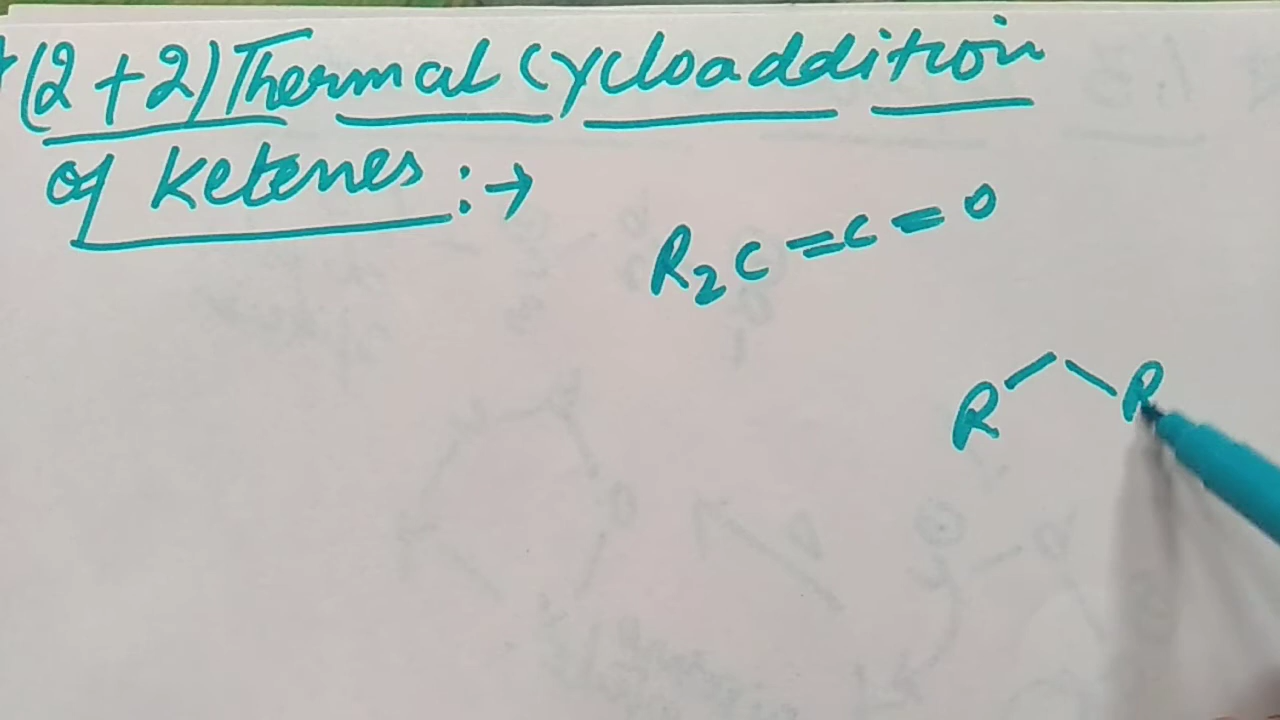 (2+2) Thermal Cycloaddition
of Ketenes :→
R₂C=C=O
R R